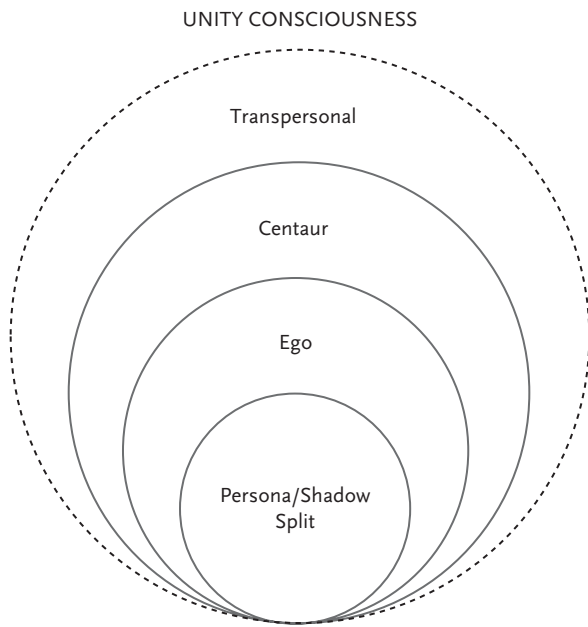 UNITY CONSCIOUSNESS
Transpersonal
Centaur
Ego
Persona/Shadow
Split